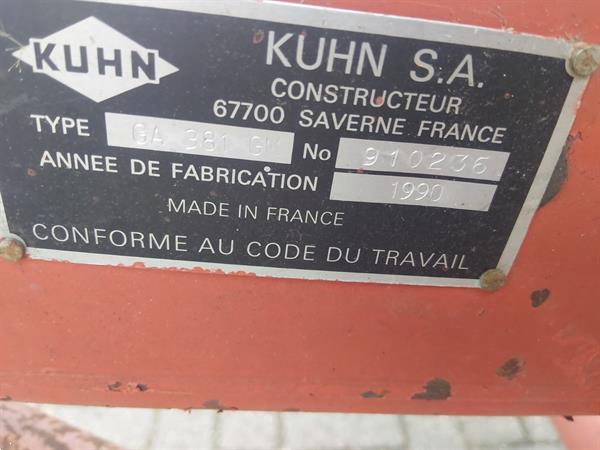 KUHN
KUHN S.A.
CONSTRUCTEUR
67700 SAVERNE FRANCE
TYPE GA 381 GM No 910236
ANNEE DE FABRICATION 1990
MADE IN FRANCE
CONFORME AU CODE DU TRAVAIL